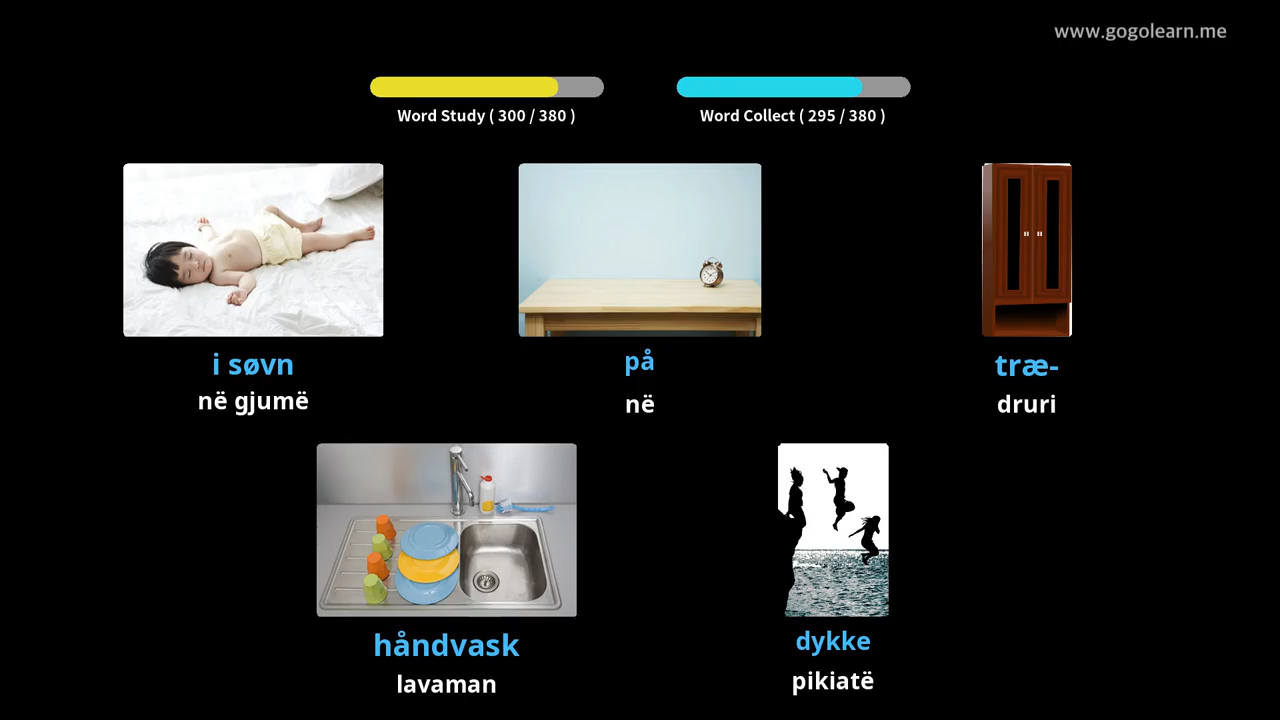 www.gogolearn.me
Word Study ( 300 / 380 )
Word Collect ( 295 / 380 )
i søvn
på
træ-
në gjumë
në
druri
håndvask
dykke
lavaman
pikiatë